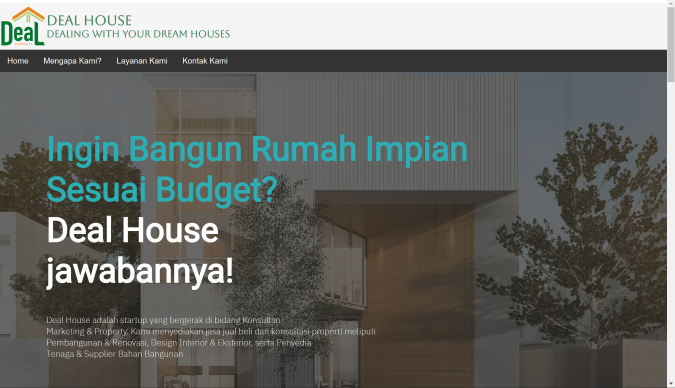 Deal
DEAL HOUSE
DEALING WITH YOUR DREAM HOUSES
Home Mengapa Kami? Layanan Kami Kontak Kami
Ingin Bangun Rumah Impian
Sesuai Budget?
Deal House
jawabannya!
Deal House adalah startup yang bergerak di bidang Konsultan
Marketing & Property, Kami menyediakan jasa jual beli dan konsultasi properti meliputi
Pembangunan & Renovasi, Design Interior & Eksterior, serta Penyedia
Tenaga & Supplier Bahan Bangunan